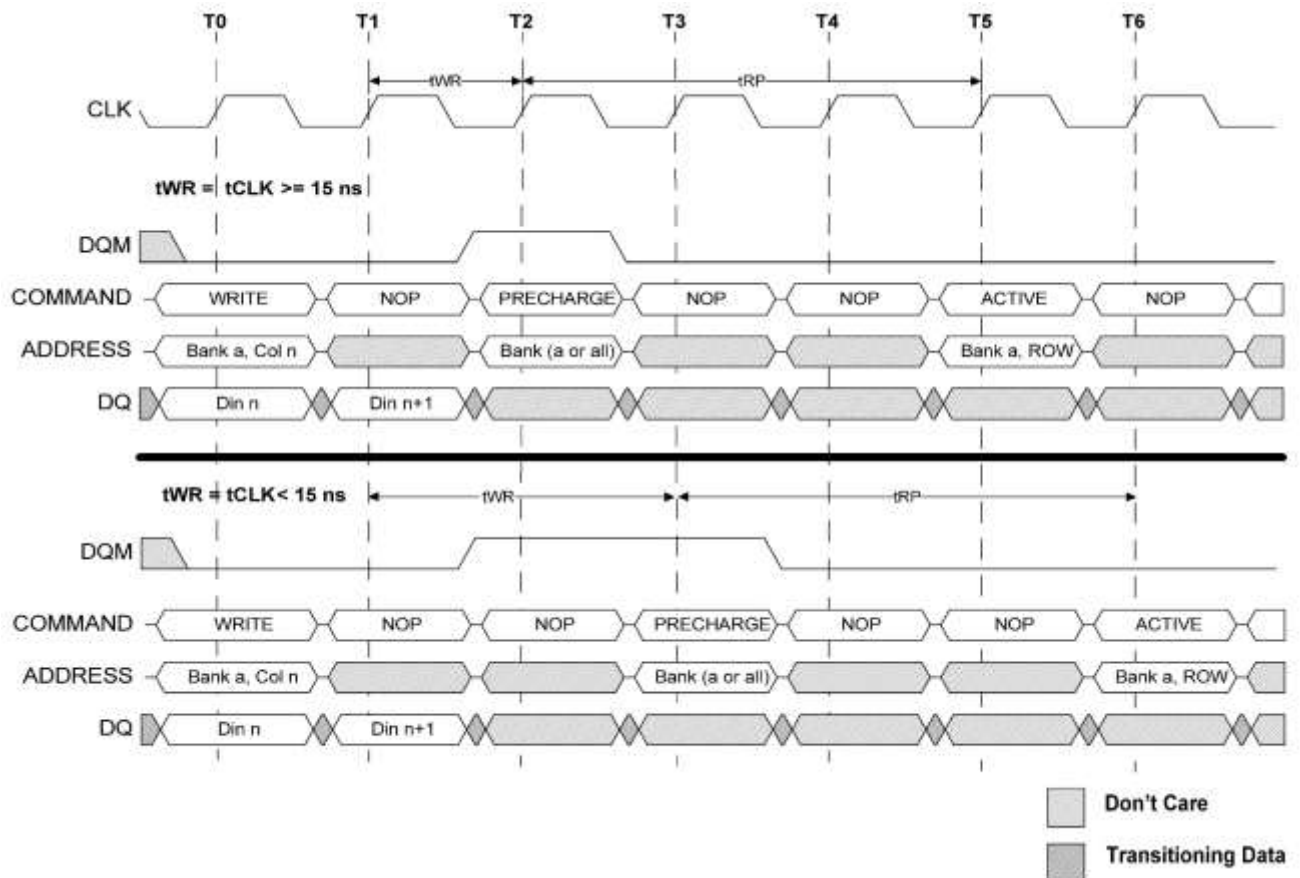 T0 T1 T2 T3 T4 T5 T6
tWR tRP
CLK
tWR = tCLK >= 15 ns
DQM
COMMAND WRITE NOP PRECHARGE NOP NOP ACTIVE NOP
ADDRESS Bank a, Col n Bank (a or all) Bank a, ROW
DQ Din n Din n+1
tWR = tCLK< 15 ns tWR tRP
DQM
COMMAND WRITE NOP NOP PRECHARGE NOP NOP ACTIVE
ADDRESS Bank a, Col n Bank (a or all) Bank a, ROW
DQ Din n Din n+1
Don't Care
Transitioning Data